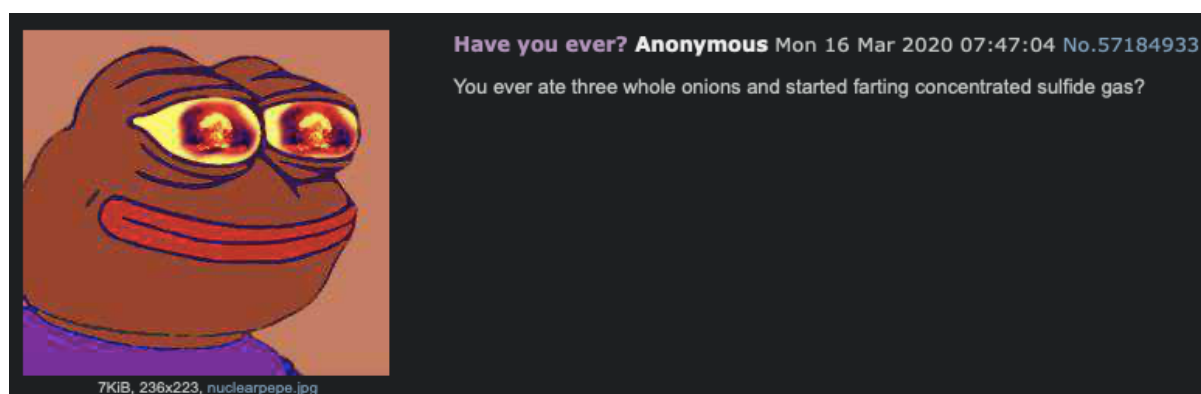 Have you ever? Anonymous Mon 16 Mar 2020 07:47:04 No.57184933
You ever ate three whole onions and started farting concentrated sulfide gas?
7KiB, 236x223, nuclearpepe.jpg